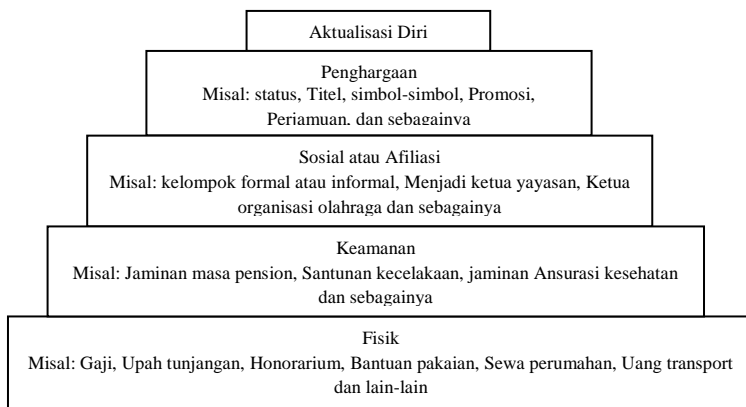 Aktualisasi Diri
Penghargaan
Misal: status, Titel, simbol-simbol, Promosi,
Perjamuan, dan sebagainya
Sosial atau Afiliasi
Misal: kelompok formal atau informal, Menjadi ketua yayasan, Ketua
organisasi olahraga dan sebagainya
Keamanan
Misal: Jaminan masa pension, Santunan kecelakaan, jaminan Ansurasi kesehatan
dan sebagainya
Fisik
Misal: Gaji, Upah tunjangan, Honorarium, Bantuan pakaian, Sewa perumahan, Uang transport
dan lain-lain